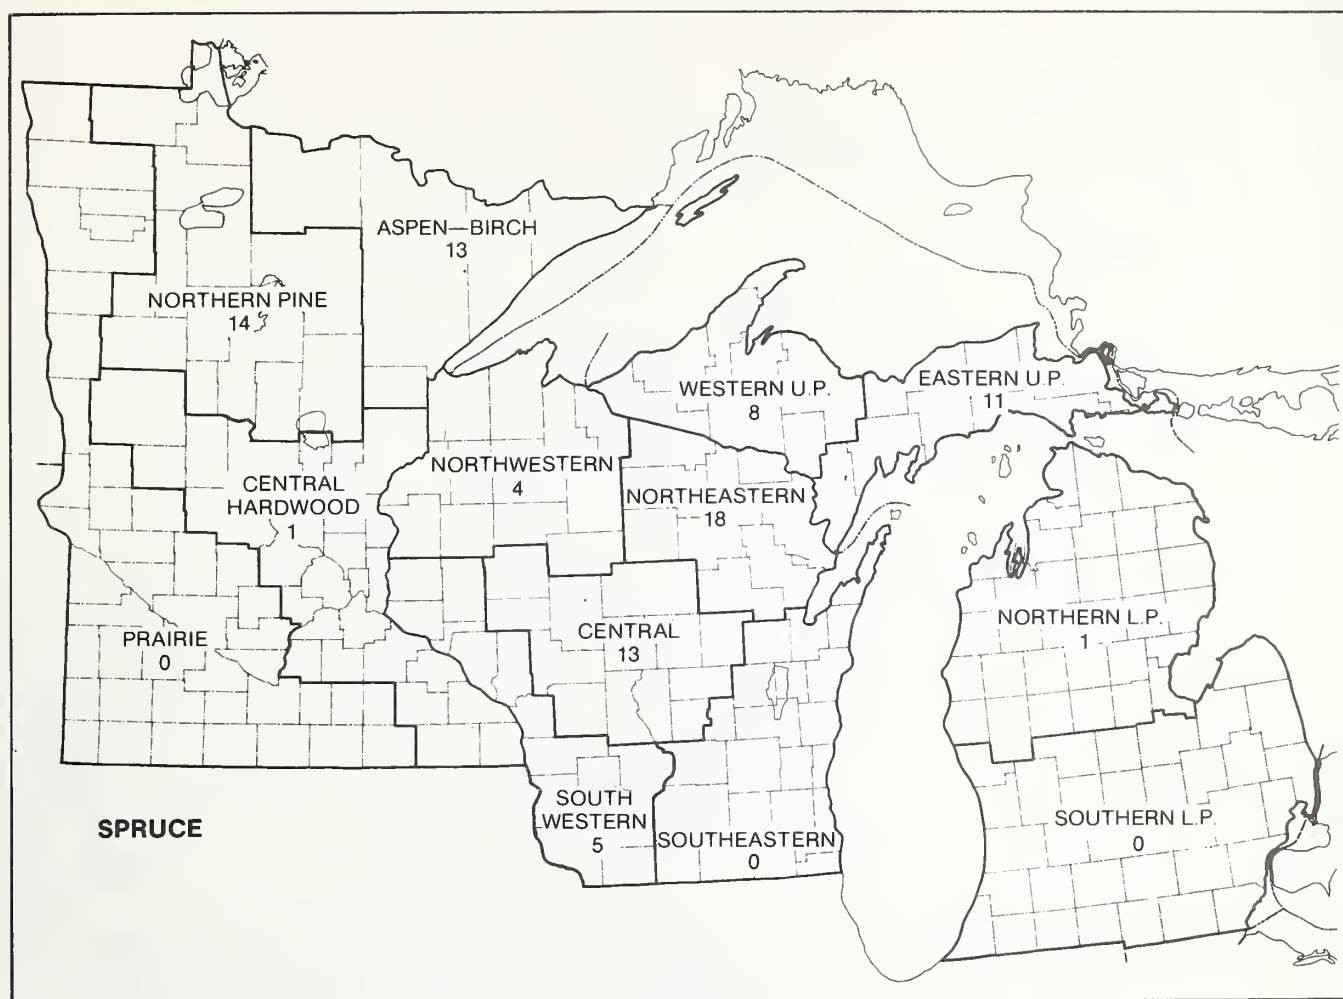 ASPEN—BIRCH
13
NORTHERN PINE
14
WESTERN U.P.
8
EASTERN U.P.
11
NORTHWESTERN
4
NORTHEASTERN
18
CENTRAL
HARDWOOD
1
PRAIRIE
0
CENTRAL
13
NORTHERN L.P.
1
SOUTH
WESTERN
5
SOUTHEASTERN
0
SOUTHERN L.P.
0
SPRUCE